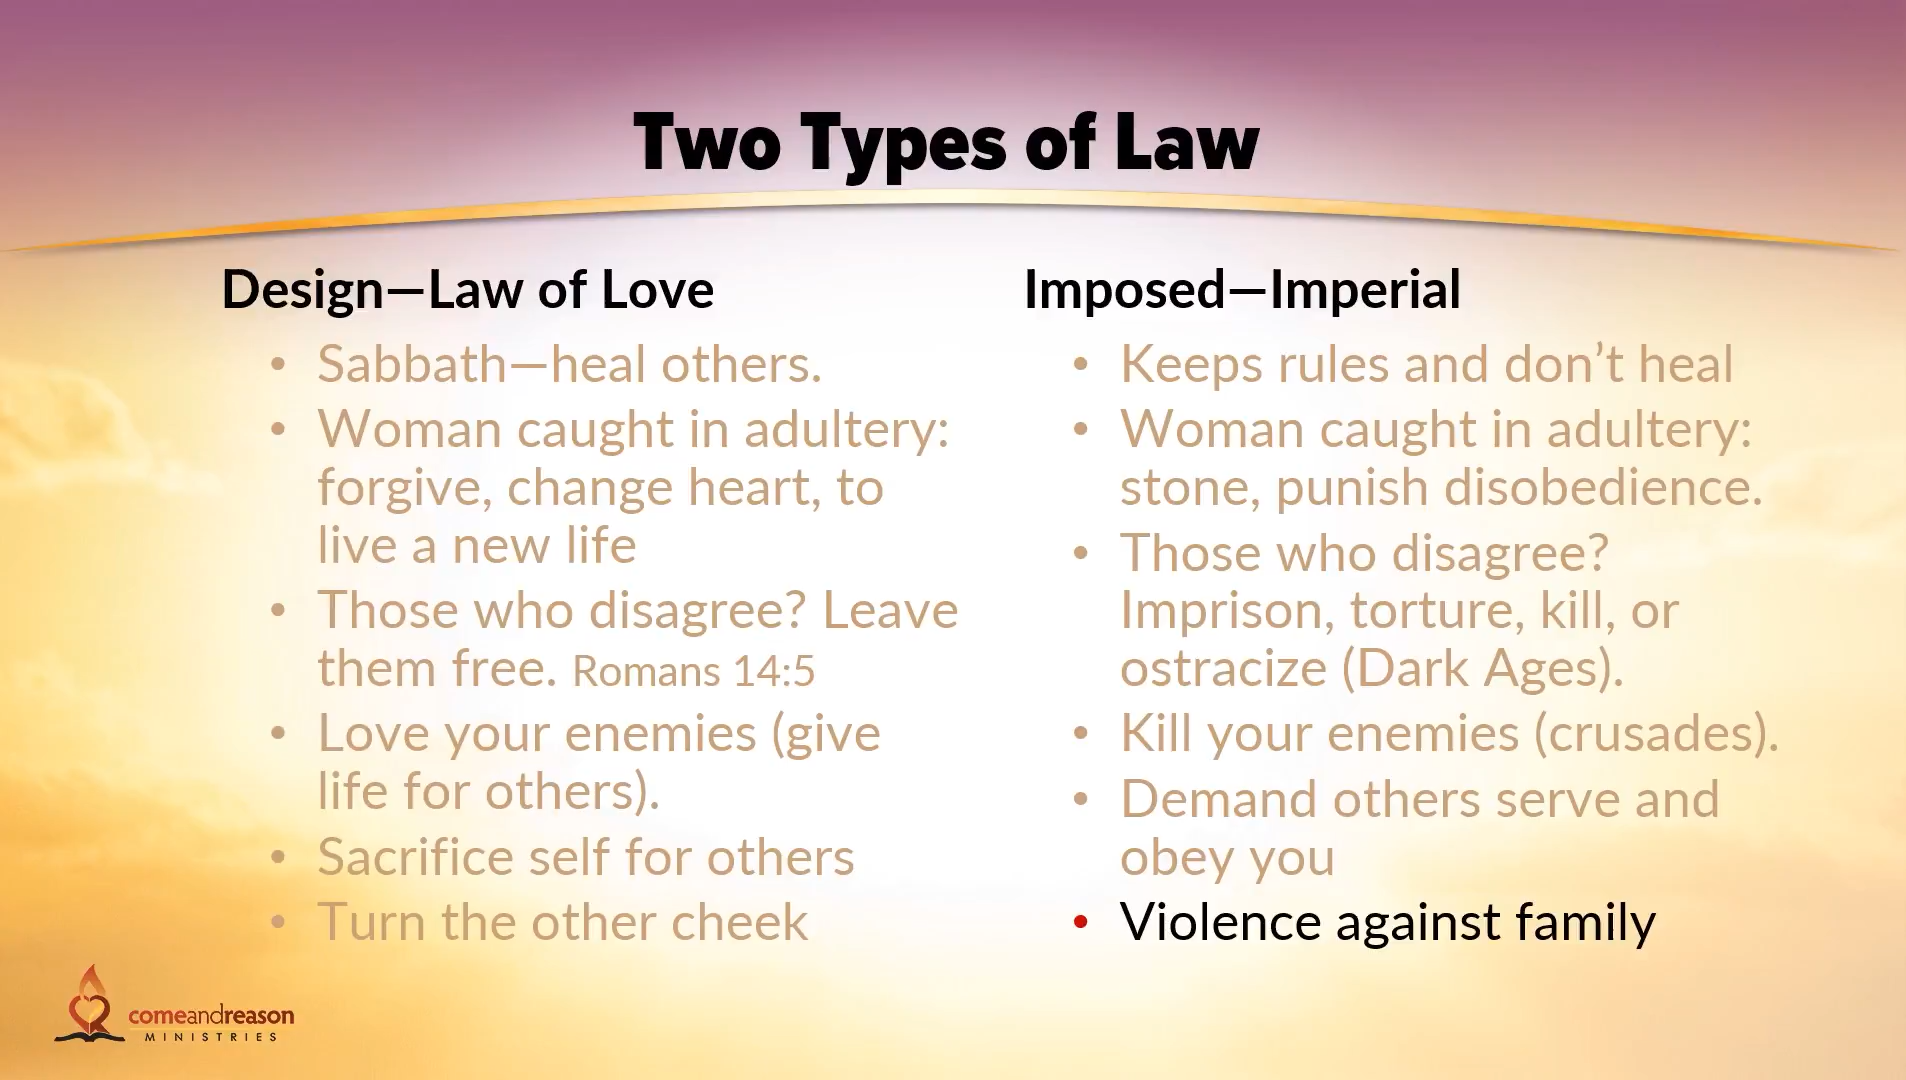 Two Types of Law
Design—Law of Love
• Sabbath—heal others.
• Woman caught in adultery:
forgive, change heart, to
live a new life
• Those who disagree? Leave
them free. Romans 14:5
• Love your enemies (give
life for others).
• Sacrifice self for others
• Turn the other cheek
Imposed—Imperial
• Keeps rules and don’t heal
• Woman caught in adultery:
stone, punish disobedience.
• Those who disagree?
Imprison, torture, kill, or
ostracize (Dark Ages).
• Kill your enemies (crusades).
• Demand others serve and
obey you
• Violence against family
comeandreason
MINISTRIES